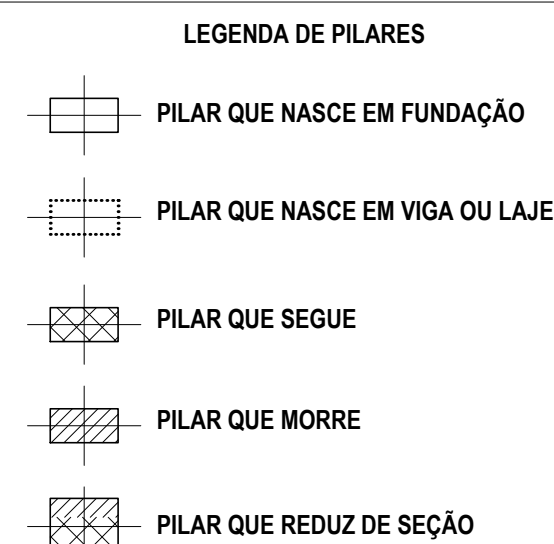 LEGENDA DE PILARES
PILAR QUE NASCE EM FUNDAÇÃO
PILAR QUE NASCE EM VIGA OU LAJE
PILAR QUE SEGUE
PILAR QUE MORRE
PILAR QUE REDUZ DE SEÇÃO